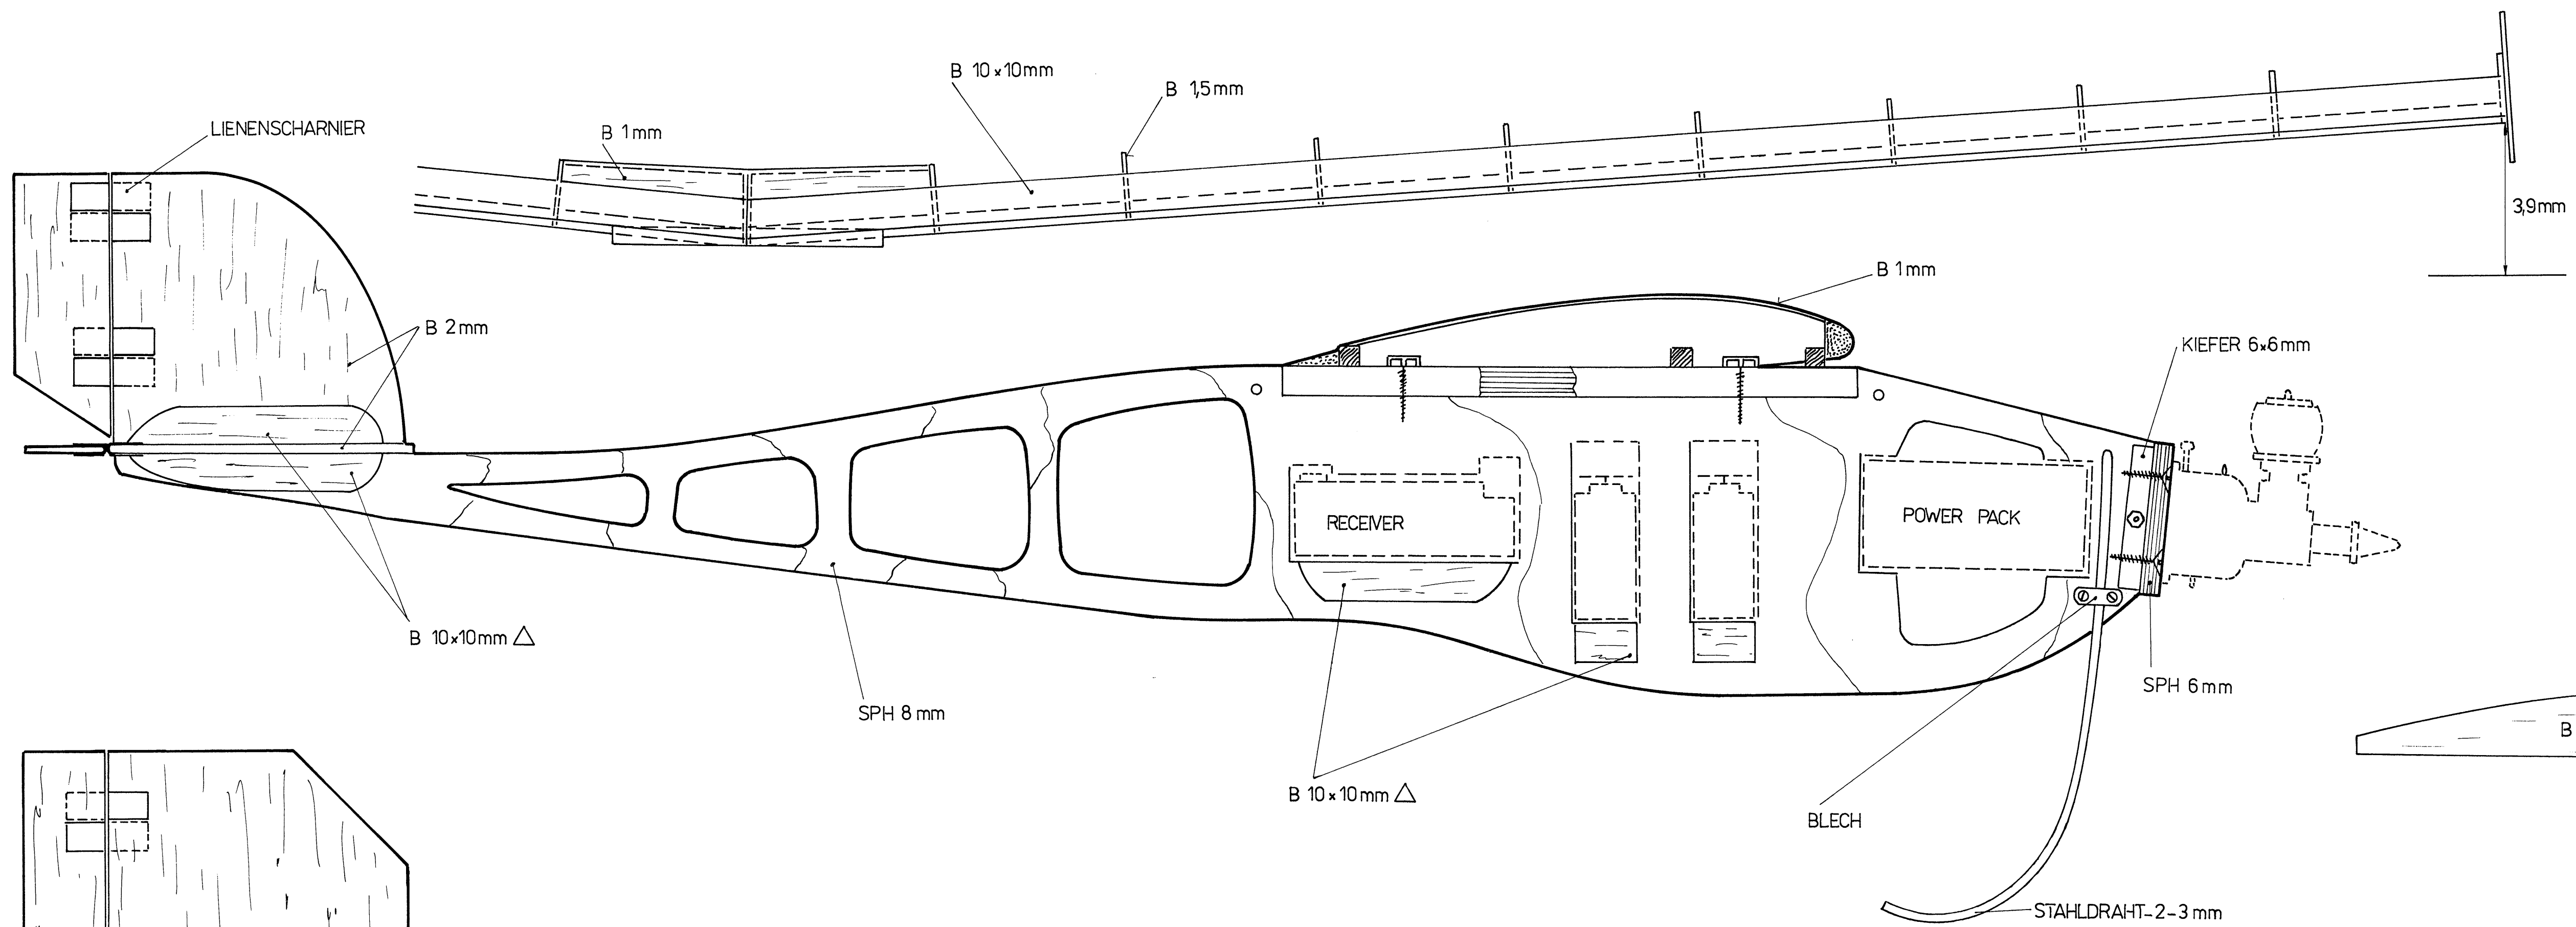 B 10×10mm
B 1,5mm
LIENENSCHARNIER
B 1mm
3,9mm
B 1mm
B 2mm
KIEFER 6×6mm
RECEIVER
POWER PACK
B 10×10mm △
SPH 8mm
SPH 6mm
B
B 10×10mm △
BLECH
STAHLDRAHT-2-3mm